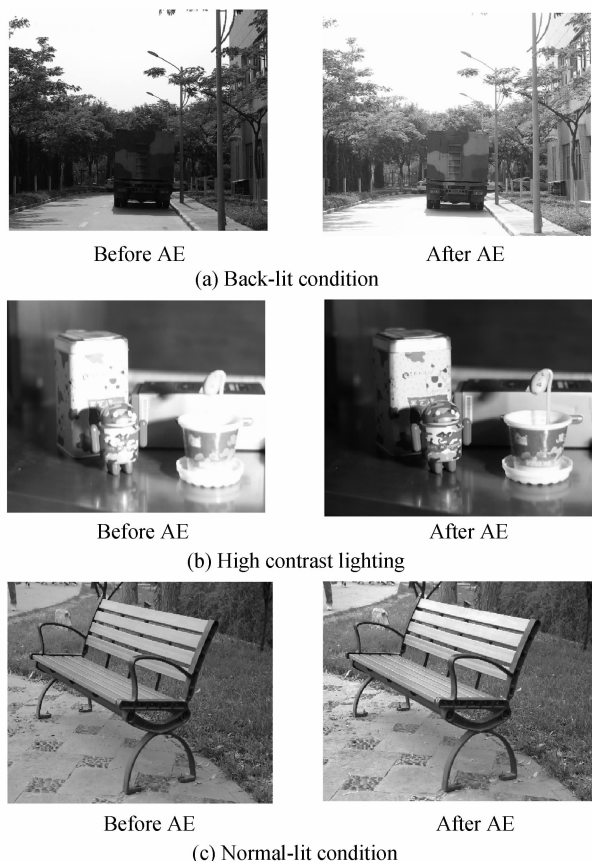 Before AE
After AE
(a) Back-lit condition
Before AE
After AE
(b) High contrast lighting
Before AE
After AE
(c) Normal-lit condition